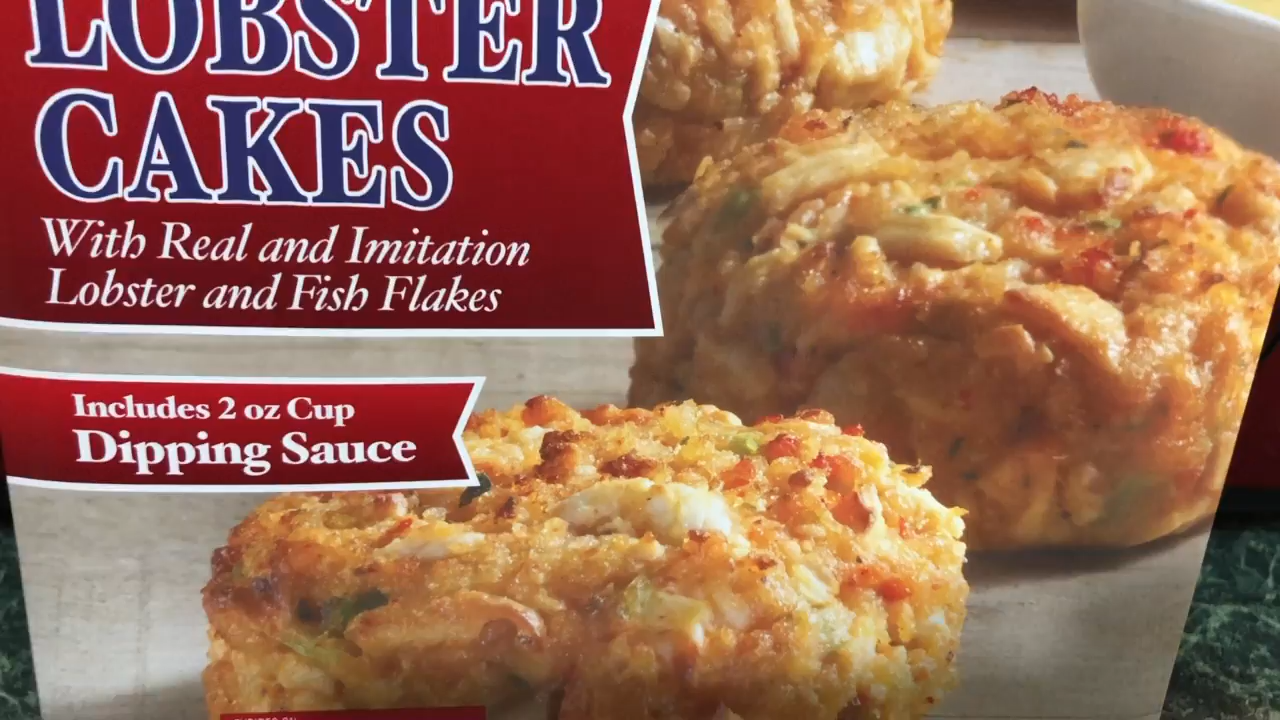 LOBSTER
CAKES
With Real and Imitation
Lobster and Fish Flakes
Includes 2 oz Cup
Dipping Sauce